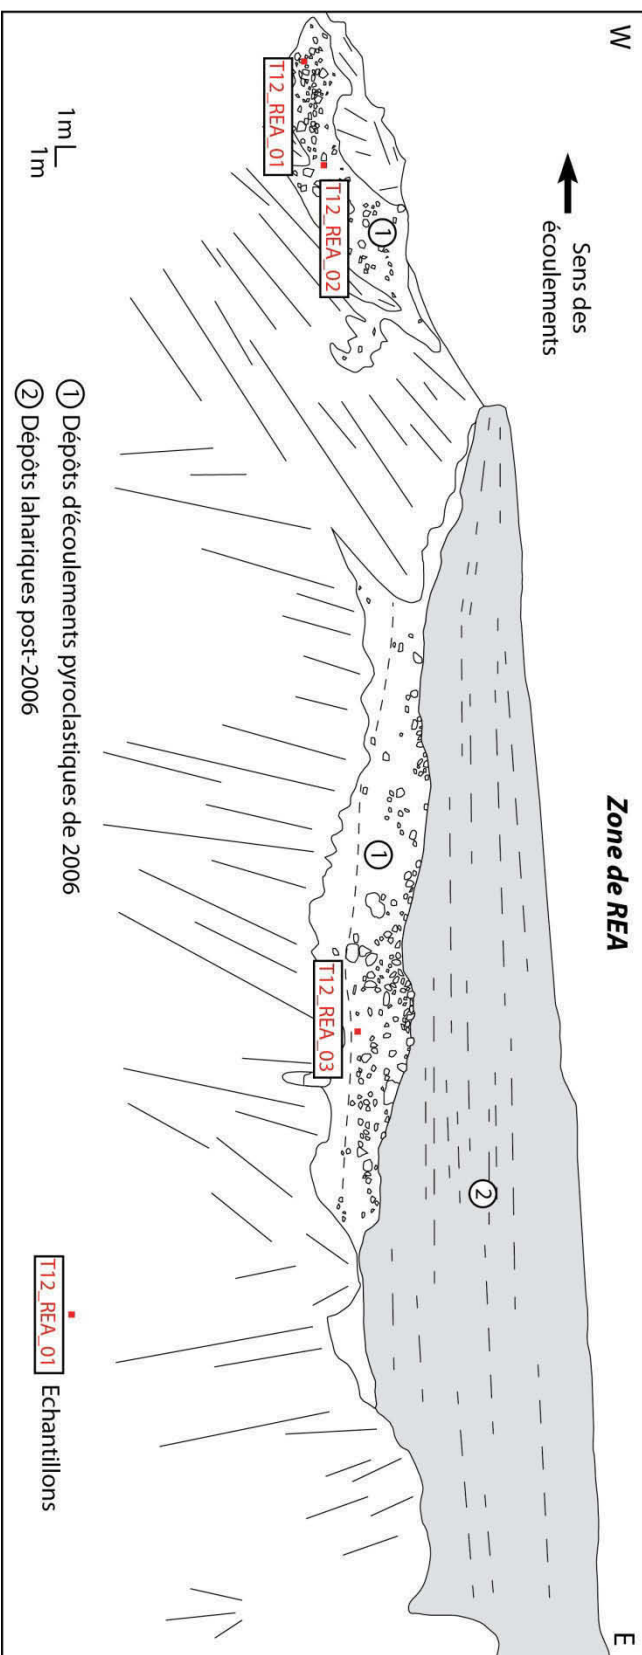 Zone de REA
W
E
Sens des
écoulements
1
T12_REA_01
T12_REA_02
1
T12_REA_03
2
1m
1m
1 Dépôts d'écoulements pyroclastiques de 2006
2 Dépôts lahariques post-2006
T12_REA_01 Echantillons